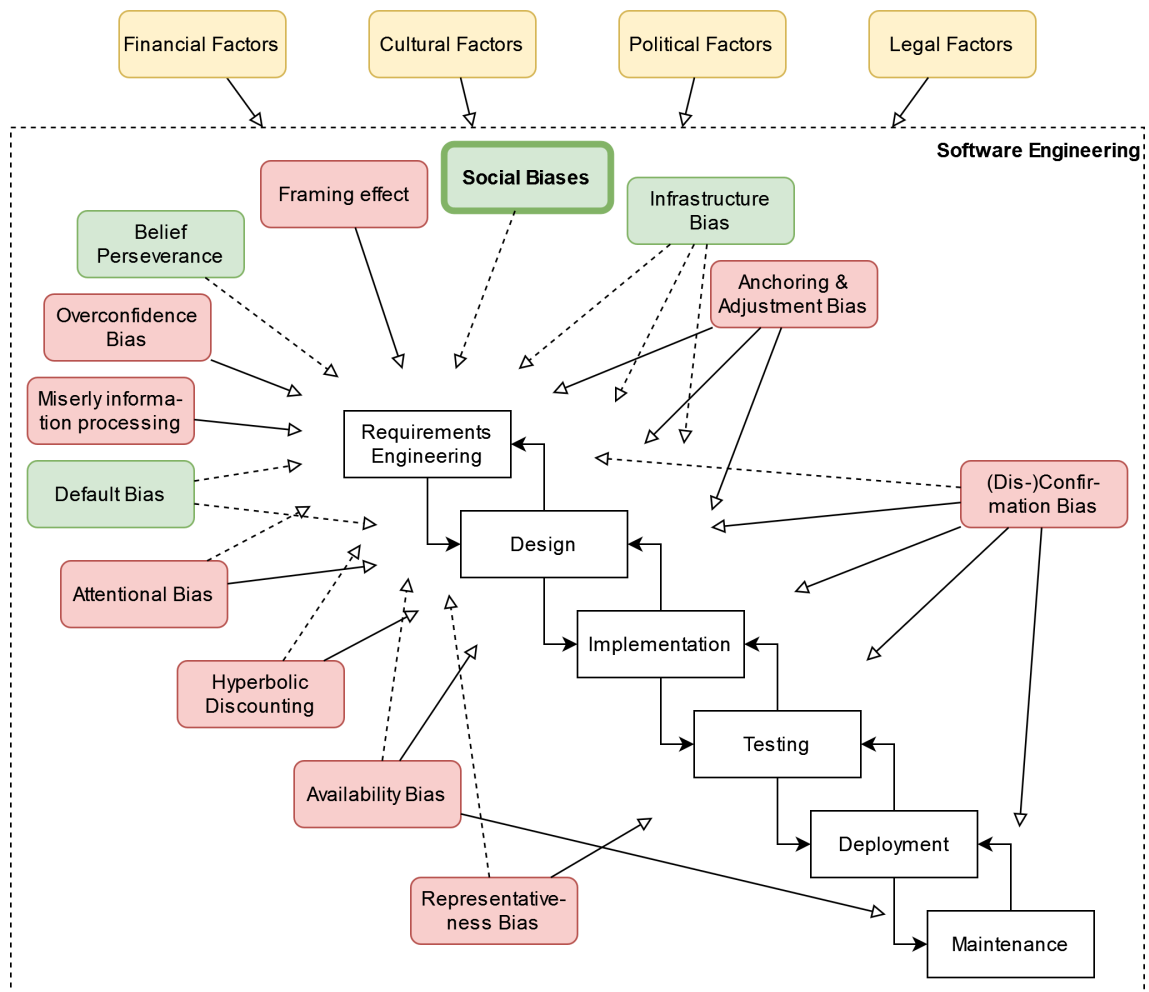 Financial Factors
Cultural Factors
Political Factors
Legal Factors
Software Engineering
Social Biases
Framing effect
Infrastructure
Bias
Belief
Perseverance
Anchoring &
Adjustment Bias
Overconfidence
Bias
Miserly informa-
tion processing
Requirements
Engineering
Default Bias
(Dis-)Confir-
mation Bias
Design
Attentional Bias
Implementation
Hyperbolic
Discounting
Testing
Availability Bias
Deployment
Representative-
ness Bias
Maintenance